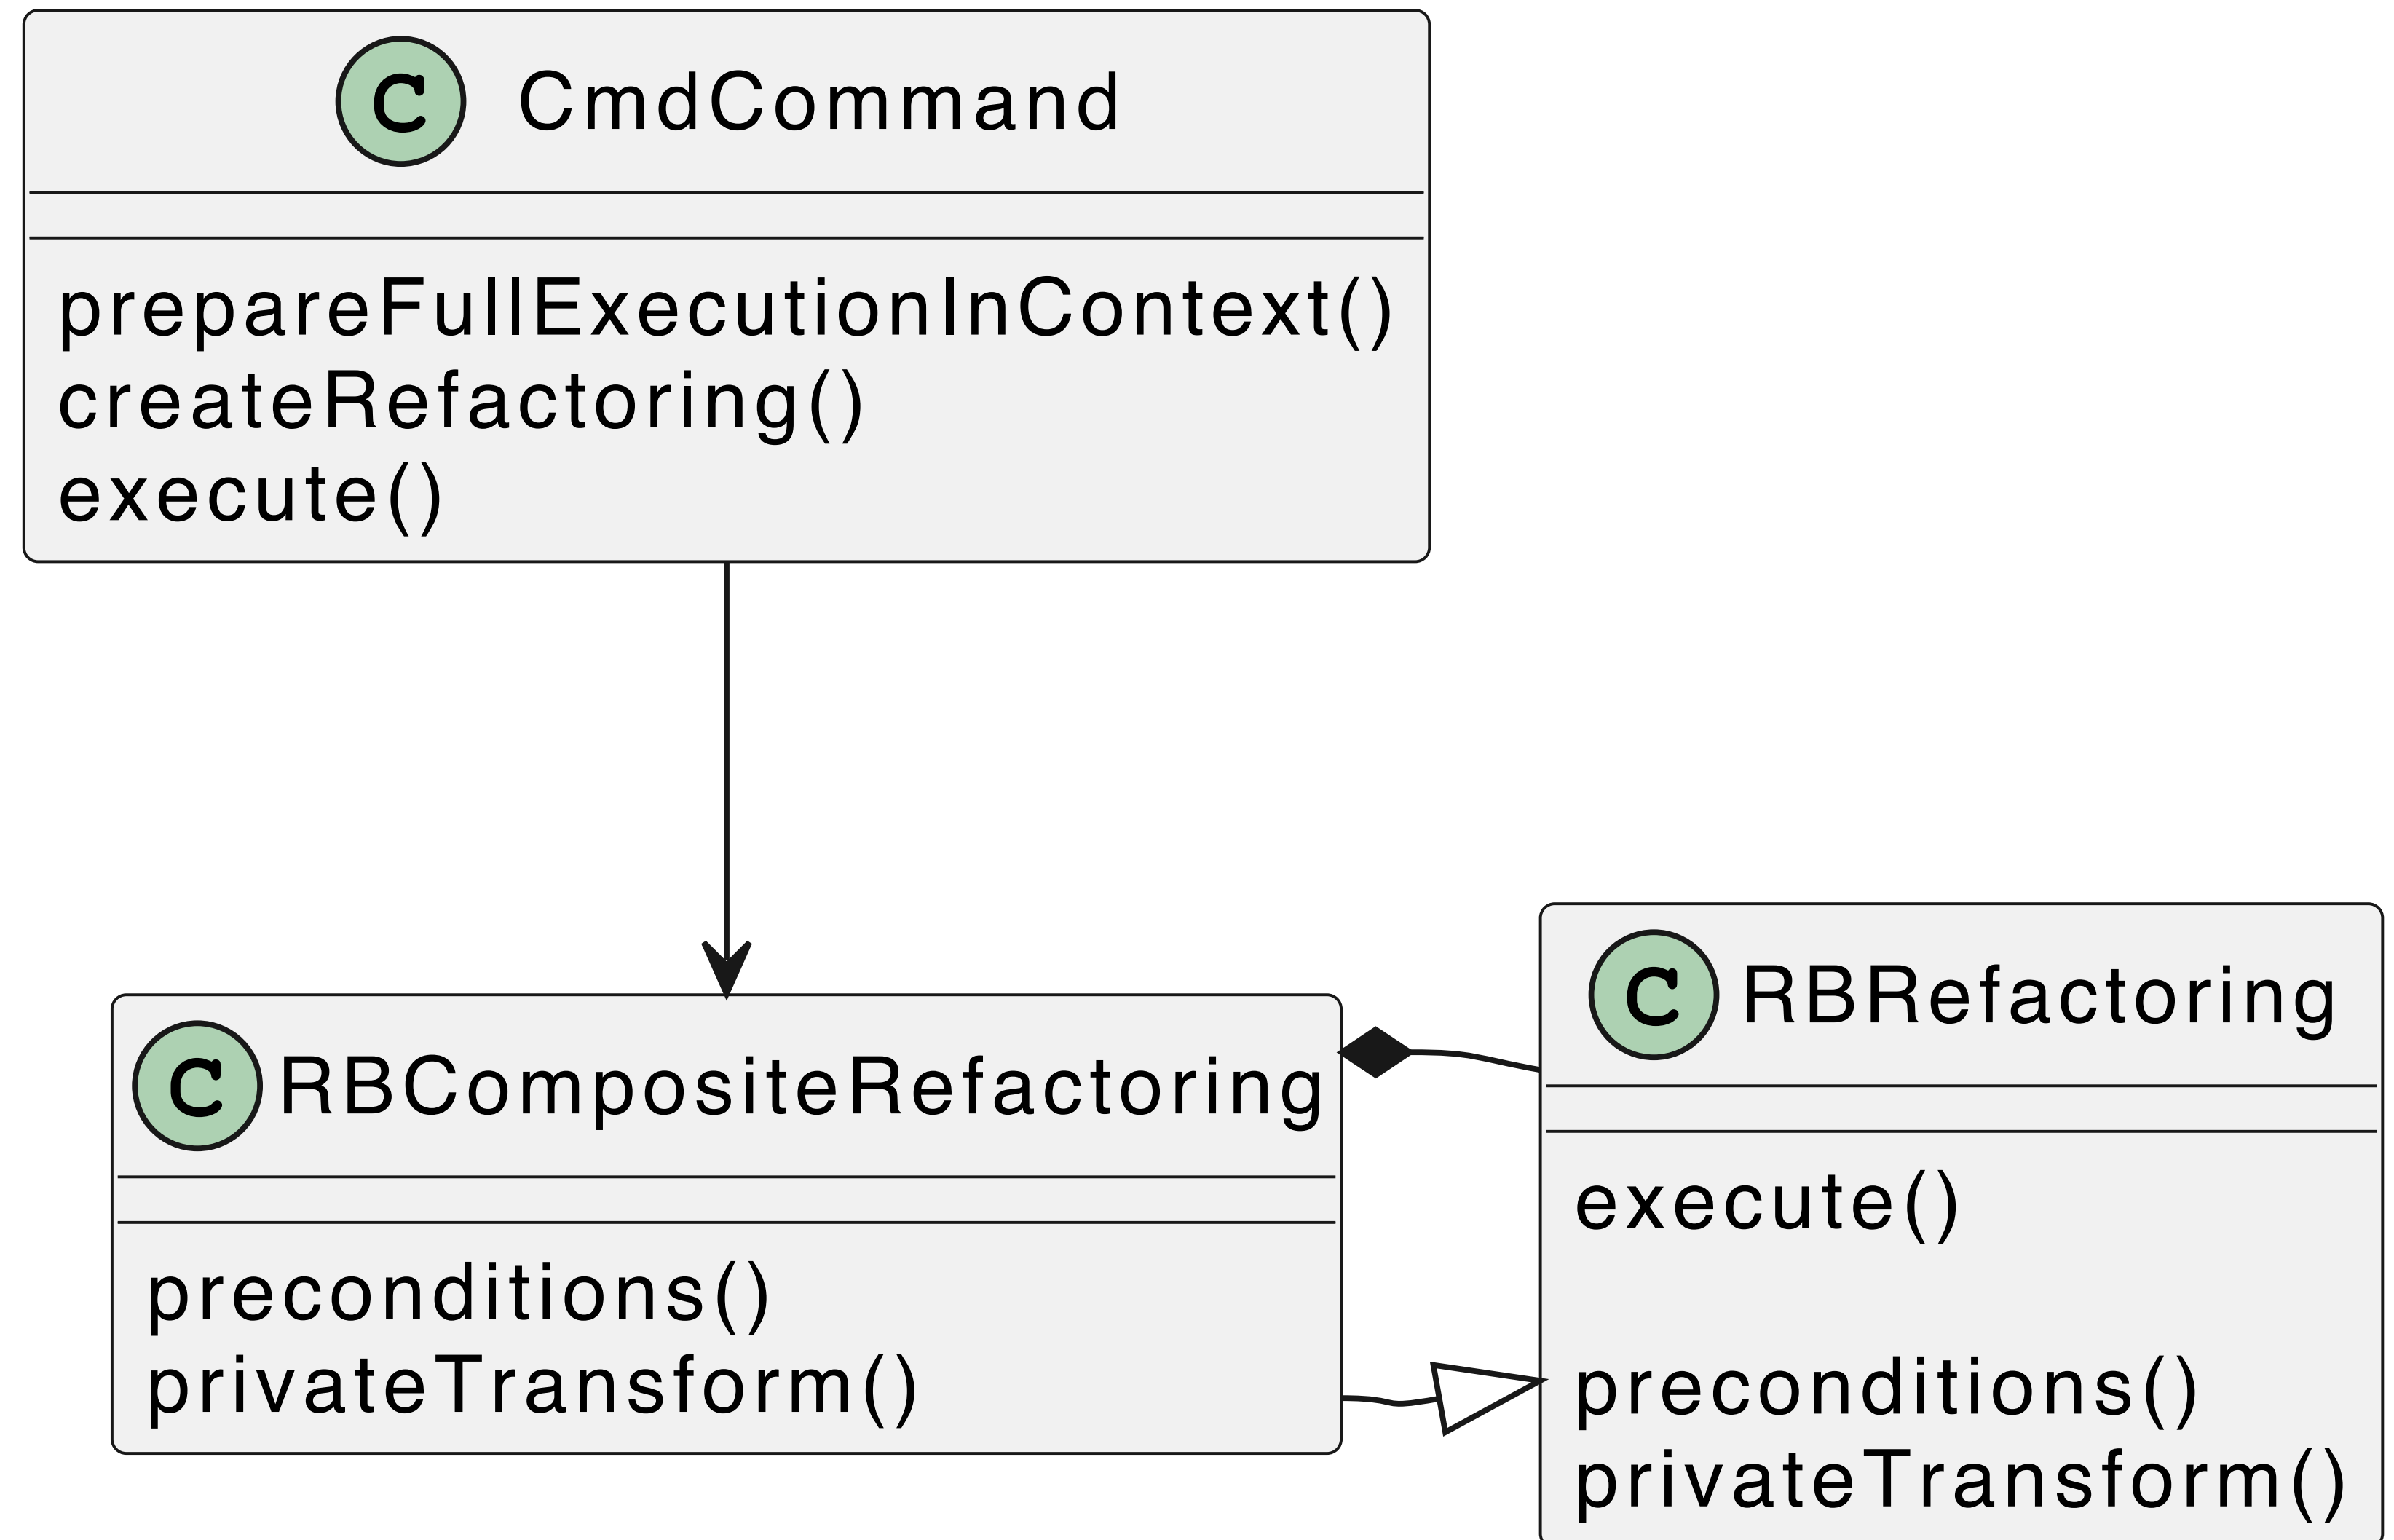 C CmdCommand
prepareFullExecutionInContext()
createRefactoring()
execute()
C RBCompositeRefactoring
preconditions()
privateTransform()
C RBRefactoring
execute()
preconditions()
privateTransform()